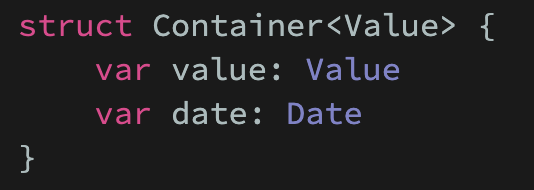 struct Container<Value> {
    var value: Value
    var date: Date
}